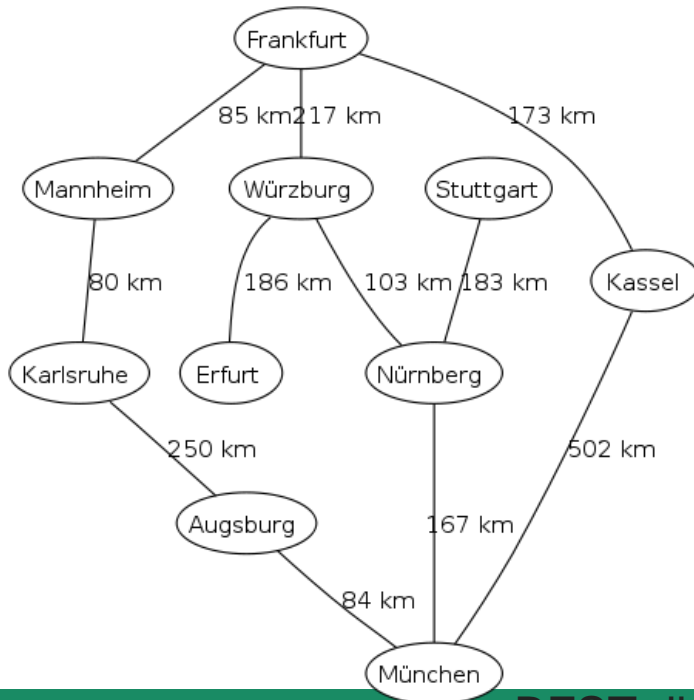 Frankfurt
85 km
217 km
173 km
Mannheim
Würzburg
Stuttgart
80 km
186 km
103 km
183 km
Kassel
Karlsruhe
Erfurt
Nürnberg
250 km
502 km
Augsburg
167 km
84 km
München